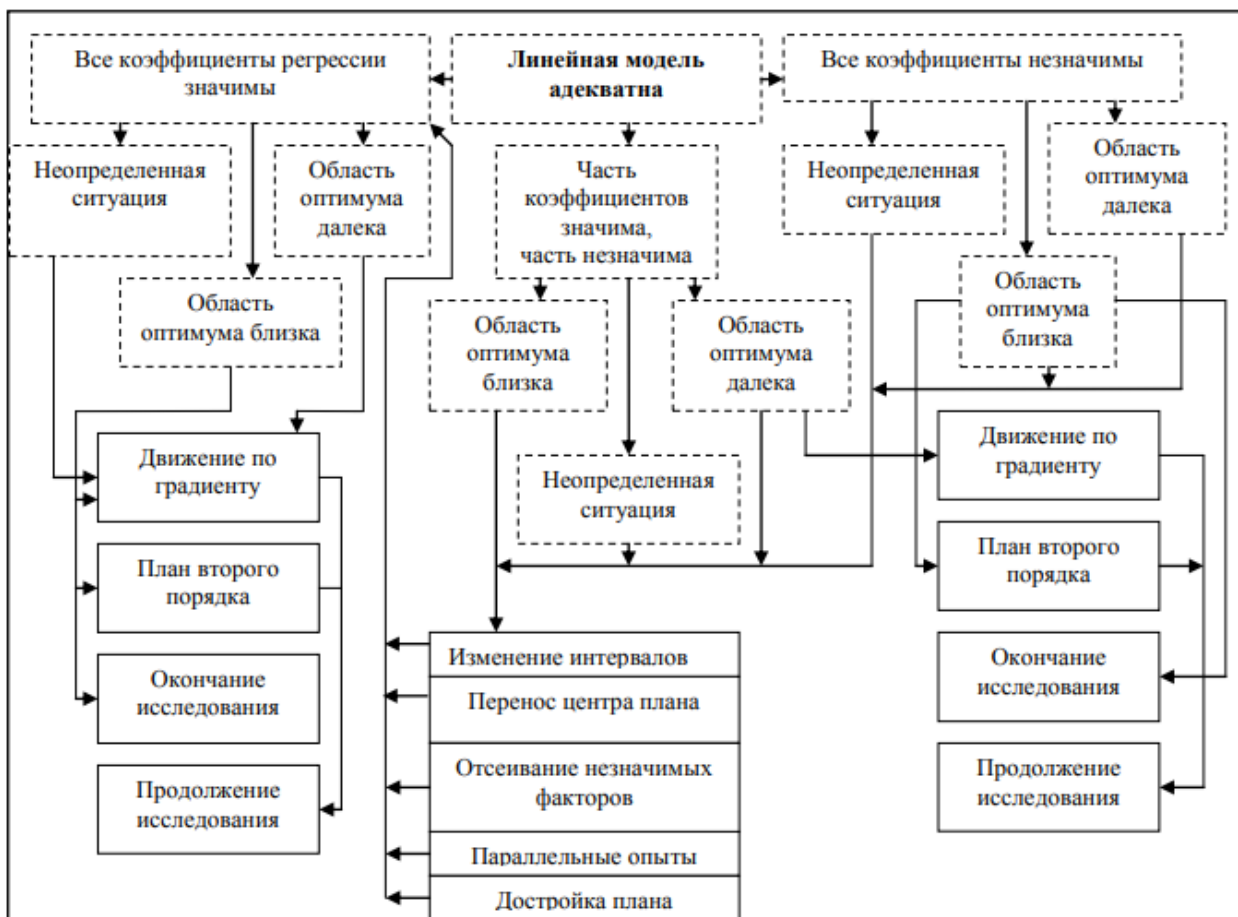 Все коэффициенты регрессии
значимы
Линейная модель
адекватна
Все коэффициенты незначимы
Неопределенная
ситуация
Область
оптимума
далека
Часть
коэффициентов
значима,
часть незначима
Неопределенная
ситуация
Область
оптимума
далека
Область
оптимума близка
Область
оптимума
близка
Область
оптимума
далека
Область
оптимума
близка
Движение по
градиенту
Неопределенная
ситуация
Движение по
градиенту
План второго
порядка
План второго
порядка
Окончание
исследования
Продолжение
исследования
Изменение интервалов
Перенос центра плана
Отсеивание незначимых
факторов
Параллельные опыты
Достройка плана
Окончание
исследования
Продолжение
исследования